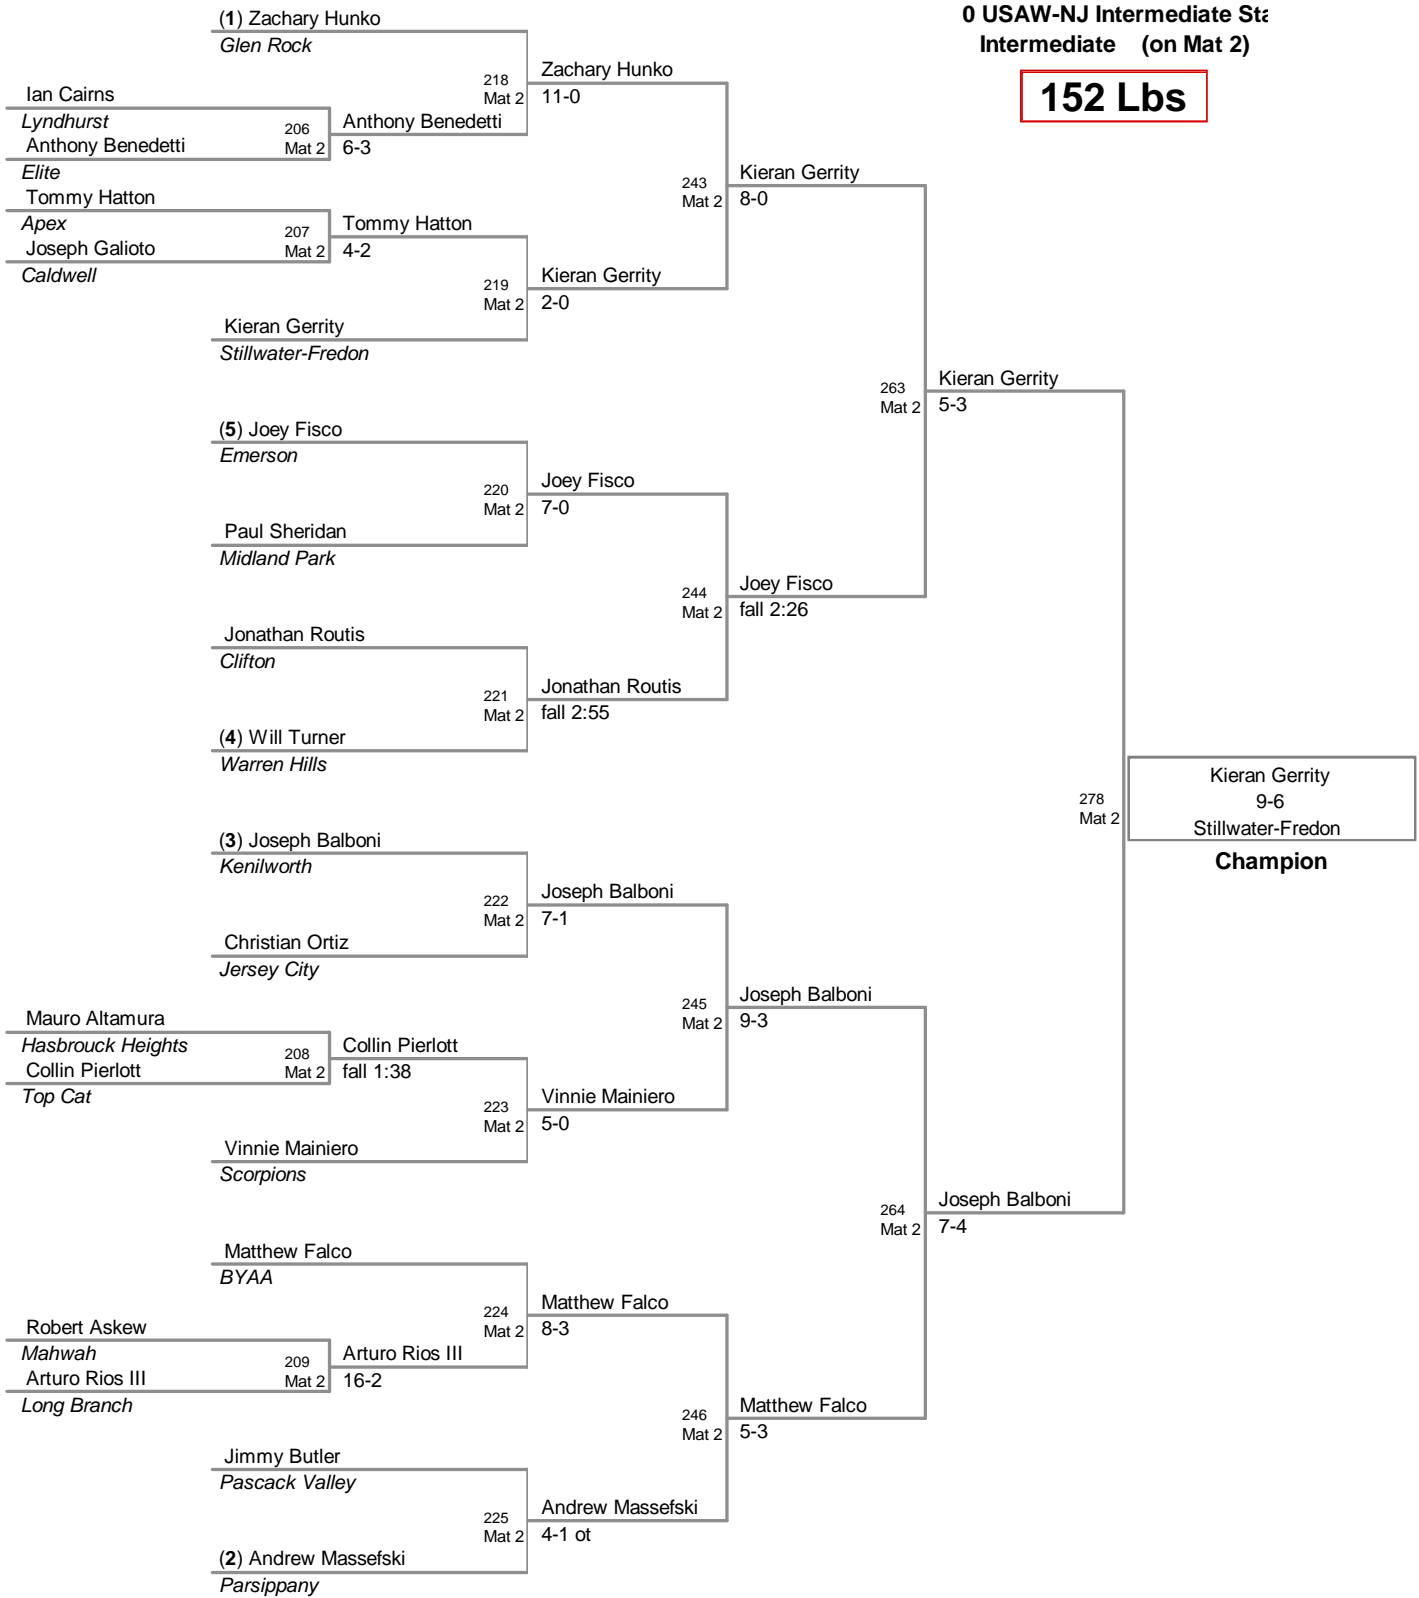 0 USAW-NJ Intermediate Sta
Intermediate (on Mat 2)
152 Lbs
(1) Zachary Hunko
Glen Rock
218
Mat 2
Zachary Hunko
11-0
Ian Cairns
Lyndhurst
206
Mat 2
Anthony Benedetti
6-3
Anthony Benedetti
Elite
243
Mat 2
Kieran Gerrity
8-0
Tommy Hatton
Apex
207
Mat 2
Tommy Hatton
4-2
Joseph Galioto
Caldwell
219
Mat 2
Kieran Gerrity
2-0
Kieran Gerrity
Stillwater-Fredon
263
Mat 2
Kieran Gerrity
5-3
(5) Joey Fisco
Emerson
220
Mat 2
Joey Fisco
7-0
Paul Sheridan
Midland Park
244
Mat 2
Joey Fisco
fall 2:26
Jonathan Routis
Clifton
221
Mat 2
Jonathan Routis
fall 2:55
(4) Will Turner
Warren Hills
278
Mat 2
Kieran Gerrity
9-6
Stillwater-Fredon
Champion
(3) Joseph Balboni
Kenilworth
222
Mat 2
Joseph Balboni
7-1
Christian Ortiz
Jersey City
245
Mat 2
Joseph Balboni
9-3
Mauro Altamura
Hasbrouck Heights
208
Mat 2
Collin Pierlott
fall 1:38
Collin Pierlott
Top Cat
223
Mat 2
Vinnie Mainiero
5-0
Vinnie Mainiero
Scorpions
264
Mat 2
Joseph Balboni
7-4
Matthew Falco
BYAA
224
Mat 2
Matthew Falco
8-3
Robert Askew
Mahwah
209
Mat 2
Arturo Rios III
16-2
Arturo Rios III
Long Branch
246
Mat 2
Matthew Falco
5-3
Jimmy Butler
Pascack Valley
225
Mat 2
Andrew Massefski
4-1 ot
(2) Andrew Massefski
Parsippany